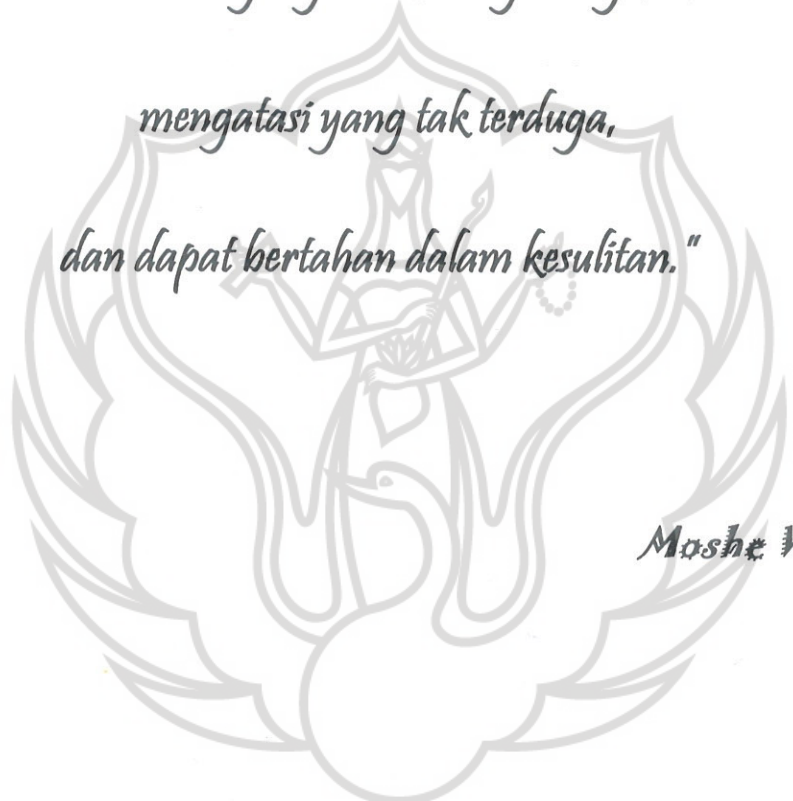 mengatasi yang tak terduga,
dan dapat bertahan dalam kesulitan."
Moshe